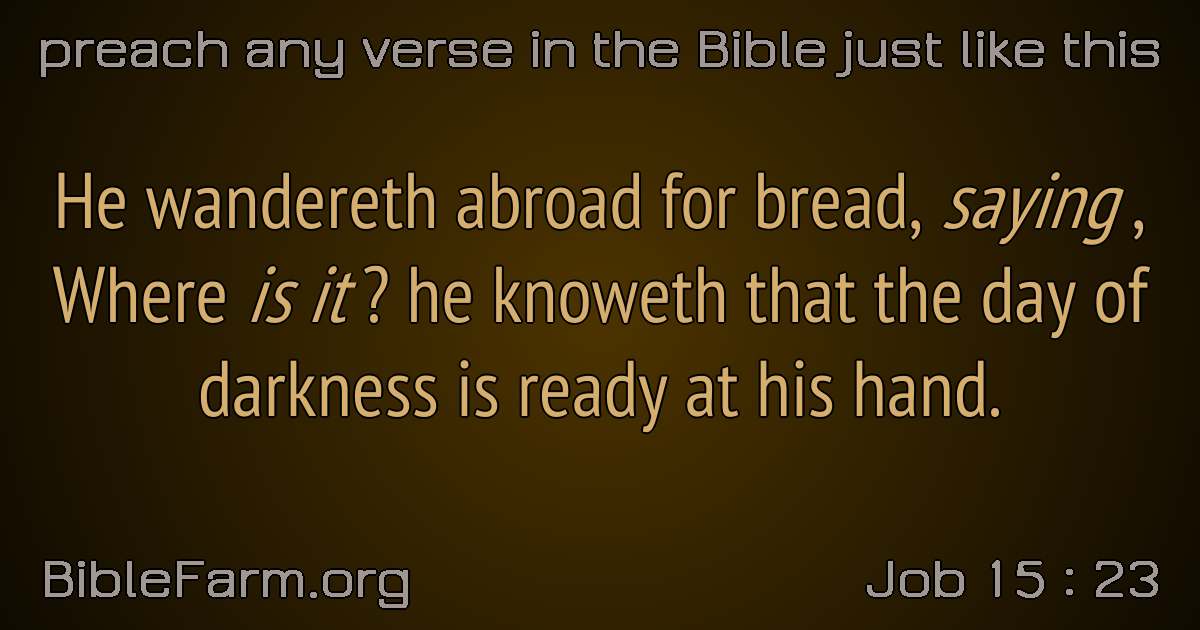 preach any verse in the Bible just like this
He wandereth abroad for bread, saying ,
Where is it ? he knoweth that the day of
darkness is ready at his hand.
BibleFarm.org
Job 15 : 23